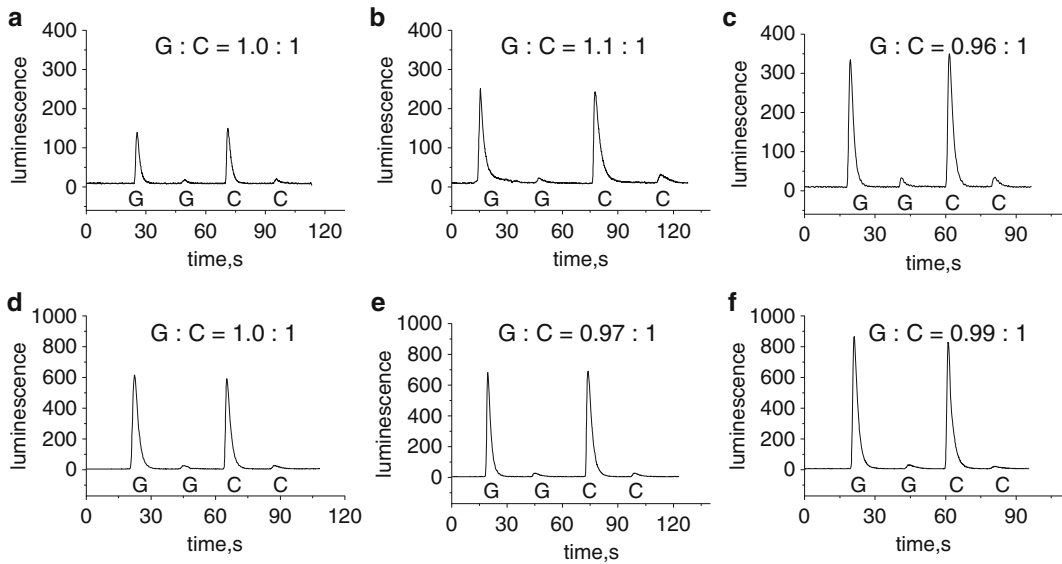 a
G : C = 1.0 : 1
luminescence
400
300
200
100
0
G G C C
0 30 60 90 120
time,s
b
G : C = 1.1 : 1
luminescence
400
300
200
100
0
G G C C
0 30 60 90 120
time,s
c
G : C = 0.96 : 1
luminescence
400
300
200
100
0
G G C C
0 30 60 90
time,s
d
G : C = 1.0 : 1
luminescence
1000
800
600
400
200
0
G G C C
0 30 60 90 120
time,s
e
G : C = 0.97 : 1
luminescence
1000
800
600
400
200
0
G G C C
0 30 60 90 120
time,s
f
G : C = 0.99 : 1
luminescence
1000
800
600
400
200
0
G G C C
0 30 60 90
time,s